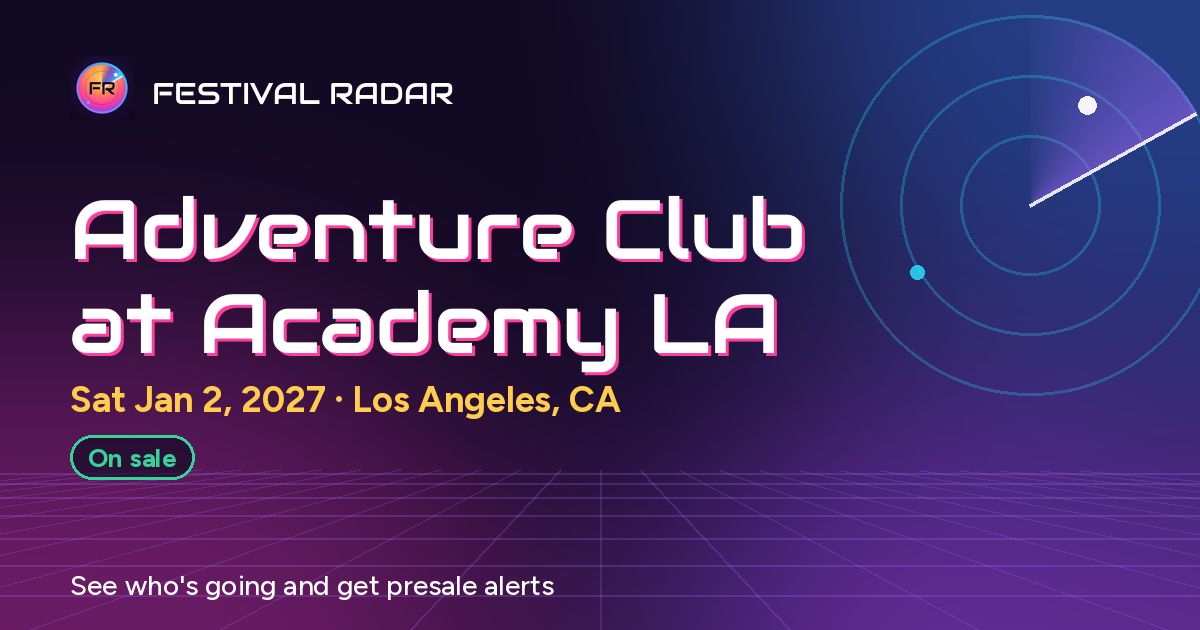 FR
FESTIVAL RADAR
Adventure Club
at Academy LA
Sat Jan 2, 2027 · Los Angeles, CA
On sale
See who's going and get presale alerts